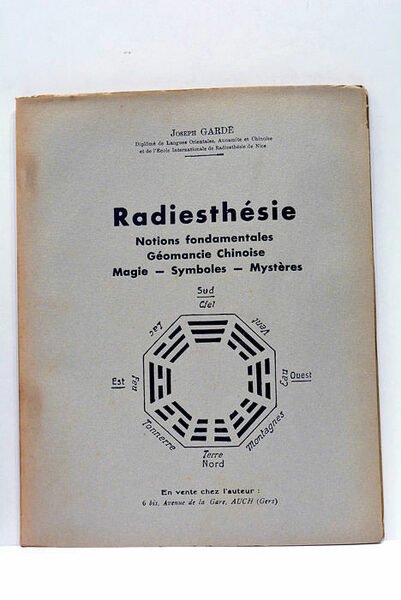 Joseph GARDE
Diplômé de Langues Orientales, Annamite et Chinoise
et de l'École Internationale de Radiesthésie de Nice
Radiesthésie
Notions fondamentales
Géomancie Chinoise
Magie — Symboles — Mystères
Sud
Ciel
Lac
Vent
Est
Feu
Eau
Ouest
Tonnerre
Montagnes
Terre
Nord
En vente chez l'auteur :
6 bis, Avenue de la Gare, AUCH (Gers)